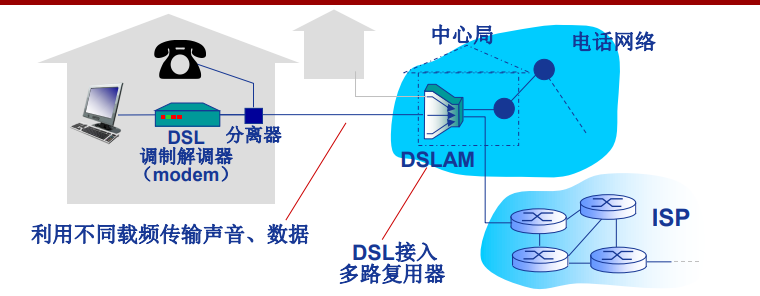 中心局
电话网络
DSL
调制解调器
（modem）
分离器
DSLAM
利用不同载频传输声音、数据
DSL接入
多路复用器
ISP